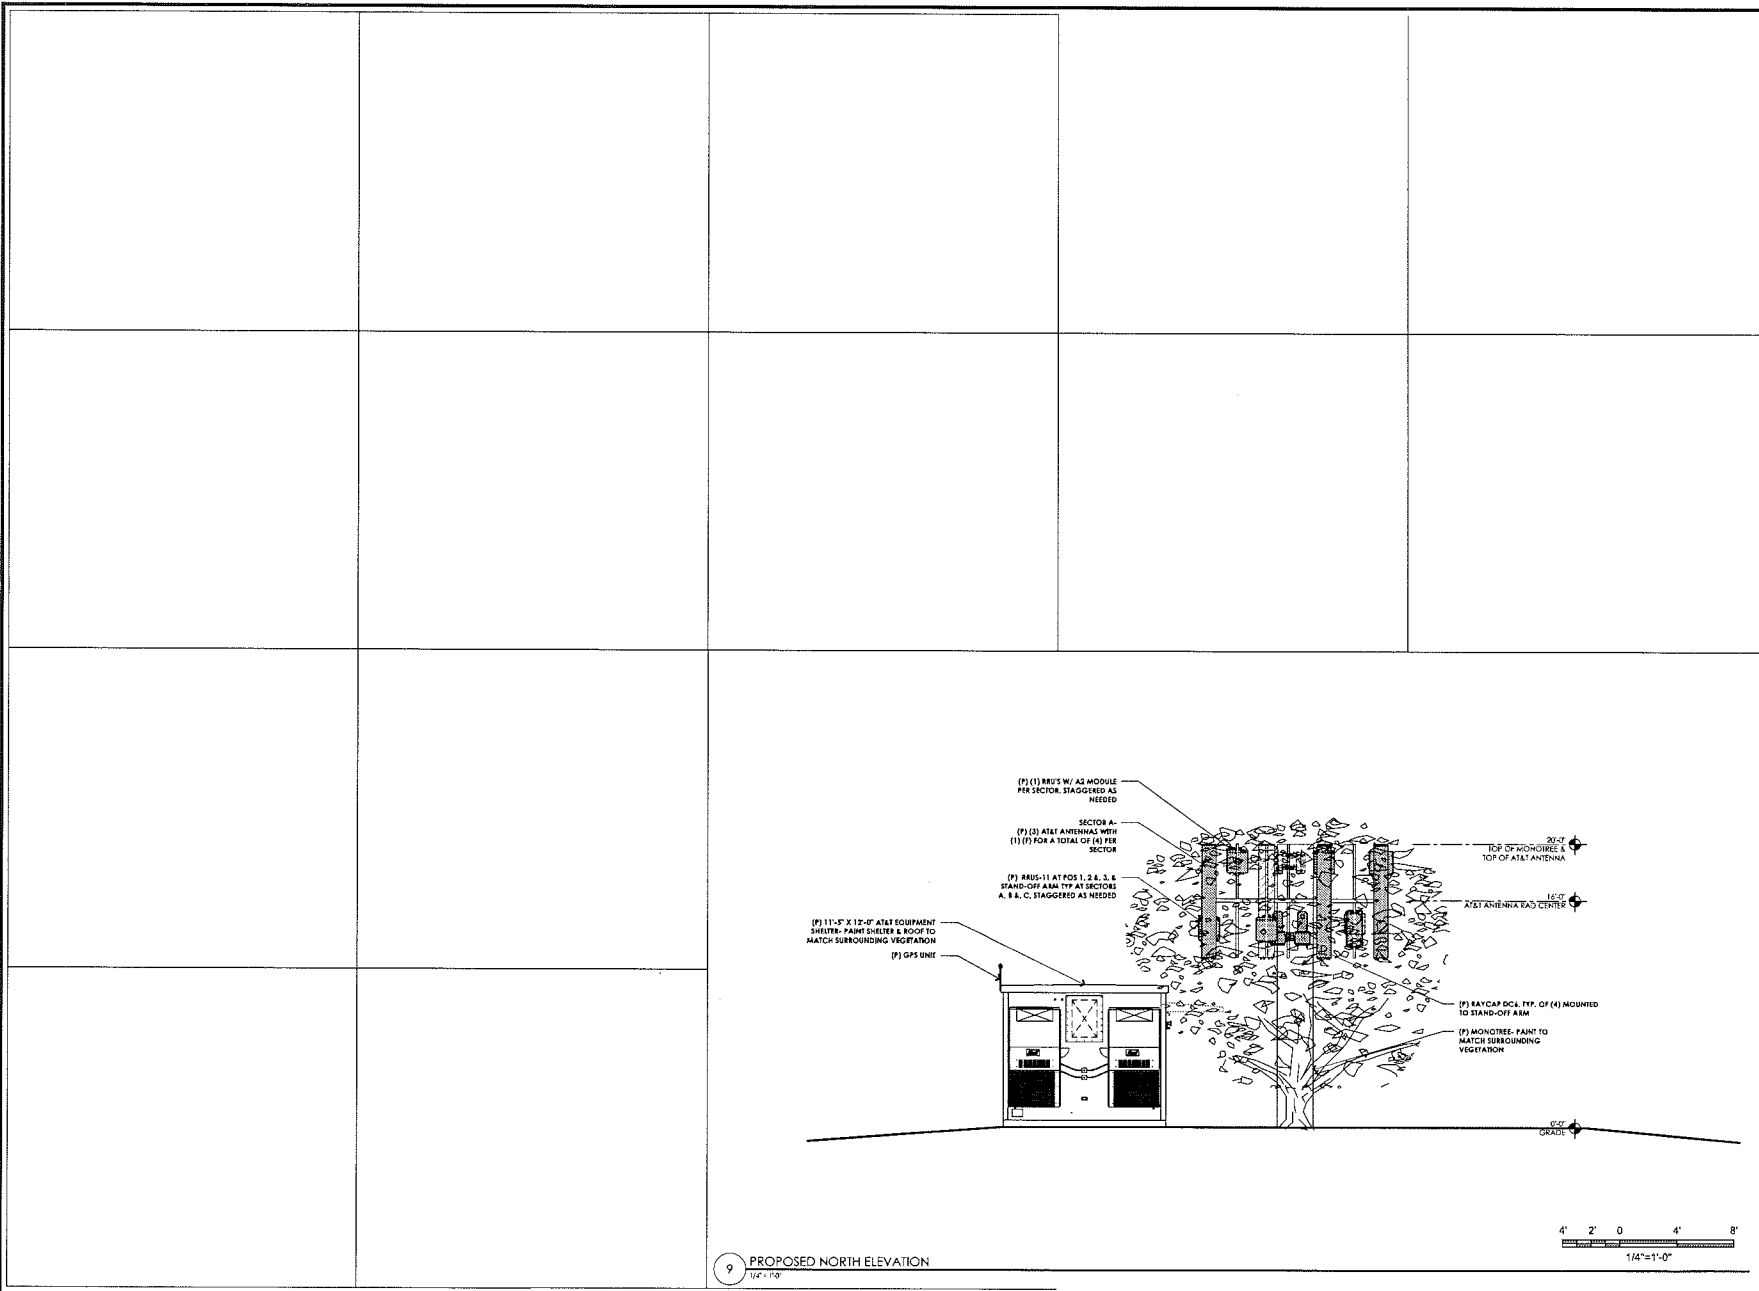 (P) (1) RRU'S W/ A2 MODULE
PER SECTOR, STAGGERED AS
NEEDED
SECTOR A-
(P) (3) AT&T ANTENNAS WITH
(1) (F) FOR A TOTAL OF (4) PER
SECTOR
(P) RRUS-11 AT POS 1, 2 &, 3, &
STAND-OFF ARM TYP AT SECTORS
A, B &, C, STAGGERED AS NEEDED
(P) 11'-5" X 12'-0" AT&T EQUIPMENT
SHELTER- PAINT SHELTER & ROOF TO
MATCH SURROUNDING VEGETATION
(P) GPS UNIT
20'-0"
TOP OF MONOTREE &
TOP OF AT&T ANTENNA
16'-0"
AT&T ANTENNA RAD CENTER
(P) RAYCAP DC6, TYP. OF (4) MOUNTED
TO STAND-OFF ARM
(P) MONOTREE- PAINT TO
MATCH SURROUNDING
VEGETATION
X
0'-0"
GRADE
4' 2' 0 4' 8'
1/4"=1'-0"
9 PROPOSED NORTH ELEVATION
1/4" = 1'-0"